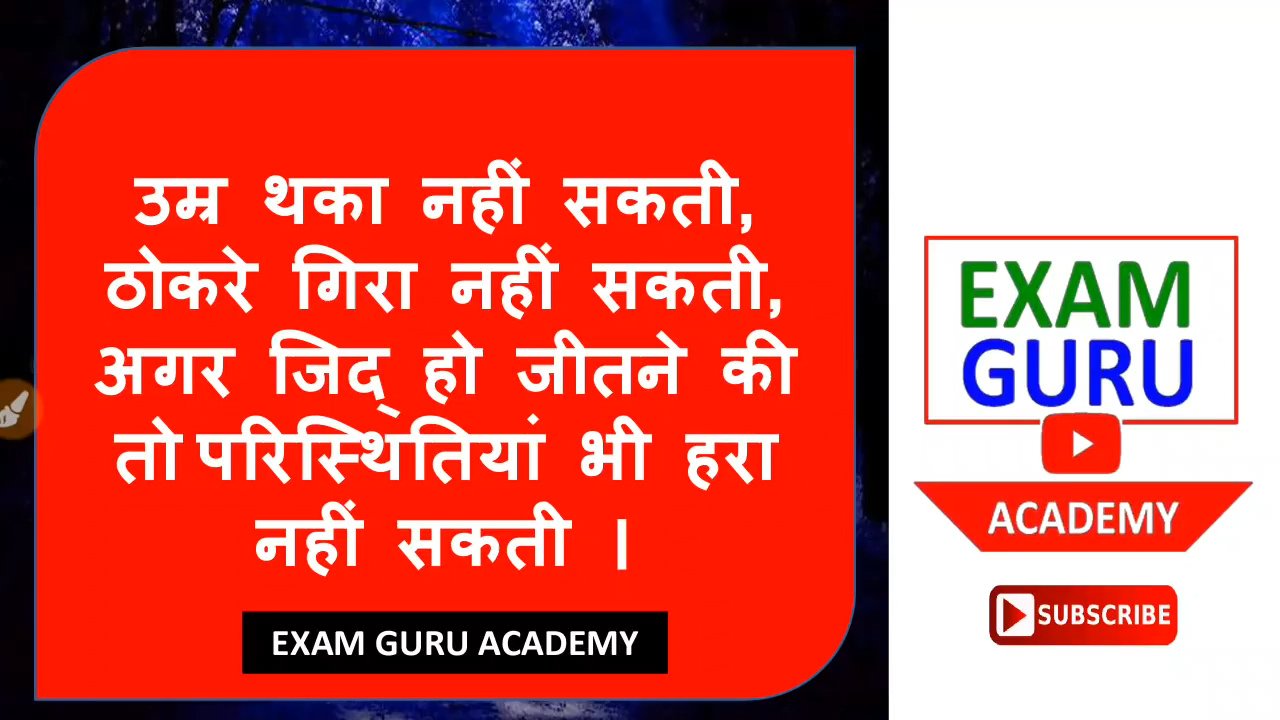 उम्र थका नहीं सकती,
ठोकरे गिरा नहीं सकती,
अगर जिद् हो जीतने की
तो परिस्थितियां भी हरा
नहीं सकती ।
EXAM GURU ACADEMY
EXAM
GURU
ACADEMY
SUBSCRIBE